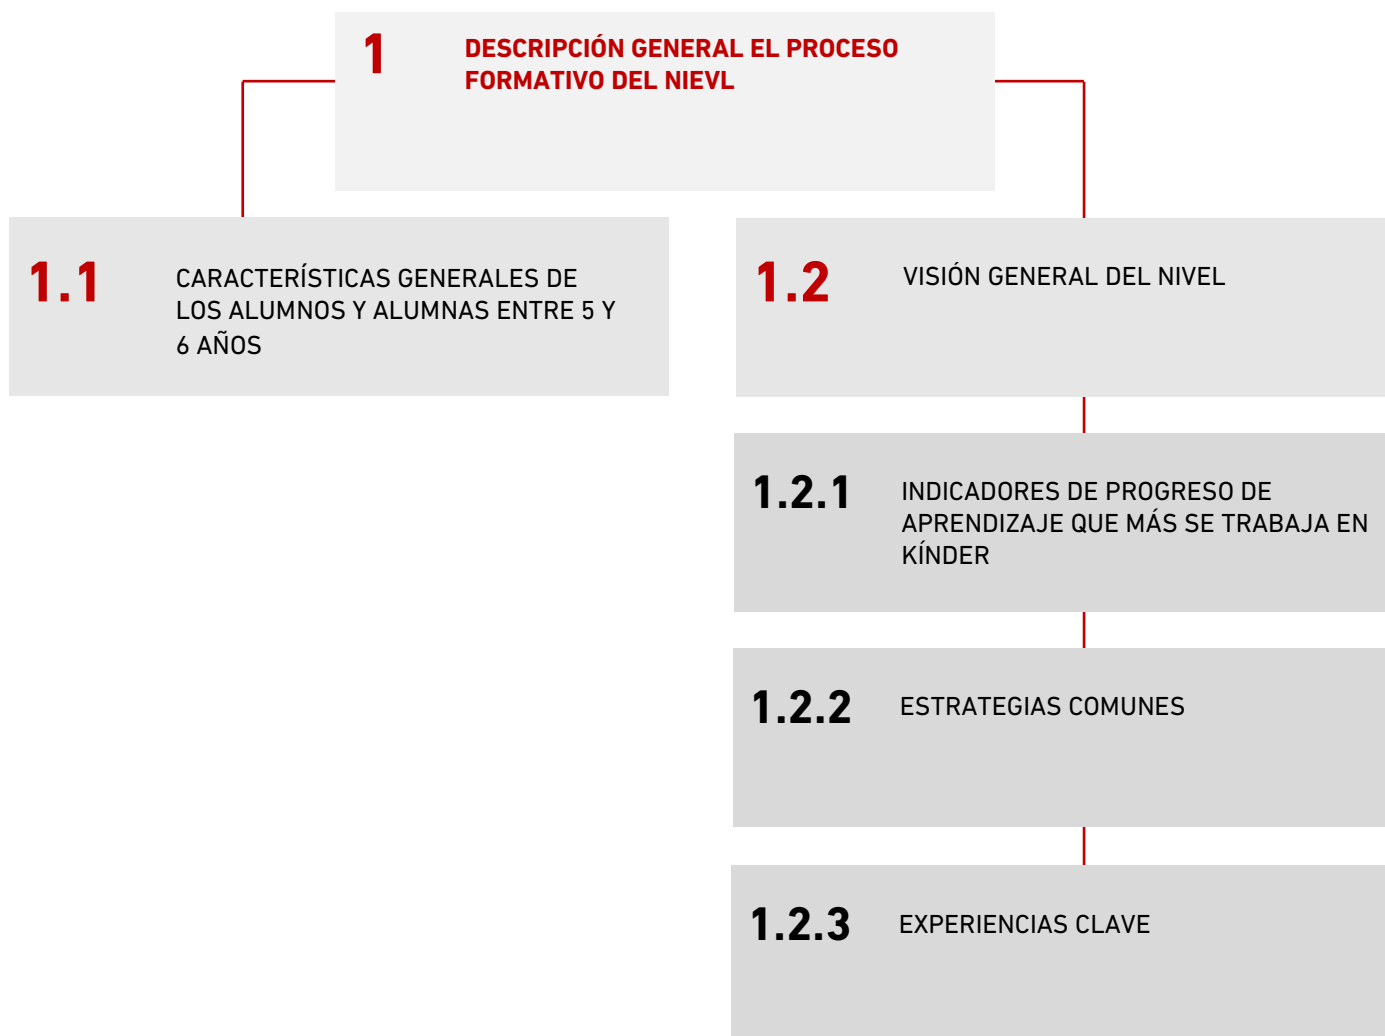 1
DESCRIPCIÓN GENERAL EL PROCESO
FORMATIVO DEL NIEVL
1.1
CARACTERÍSTICAS GENERALES DE
LOS ALUMNOS Y ALUMNAS ENTRE 5 Y
6 AÑOS
1.2
VISIÓN GENERAL DEL NIVEL
1.2.1
INDICADORES DE PROGRESO DE
APRENDIZAJE QUE MÁS SE TRABAJA EN
KÍNDER
1.2.2
ESTRATEGIAS COMUNES
1.2.3
EXPERIENCIAS CLAVE